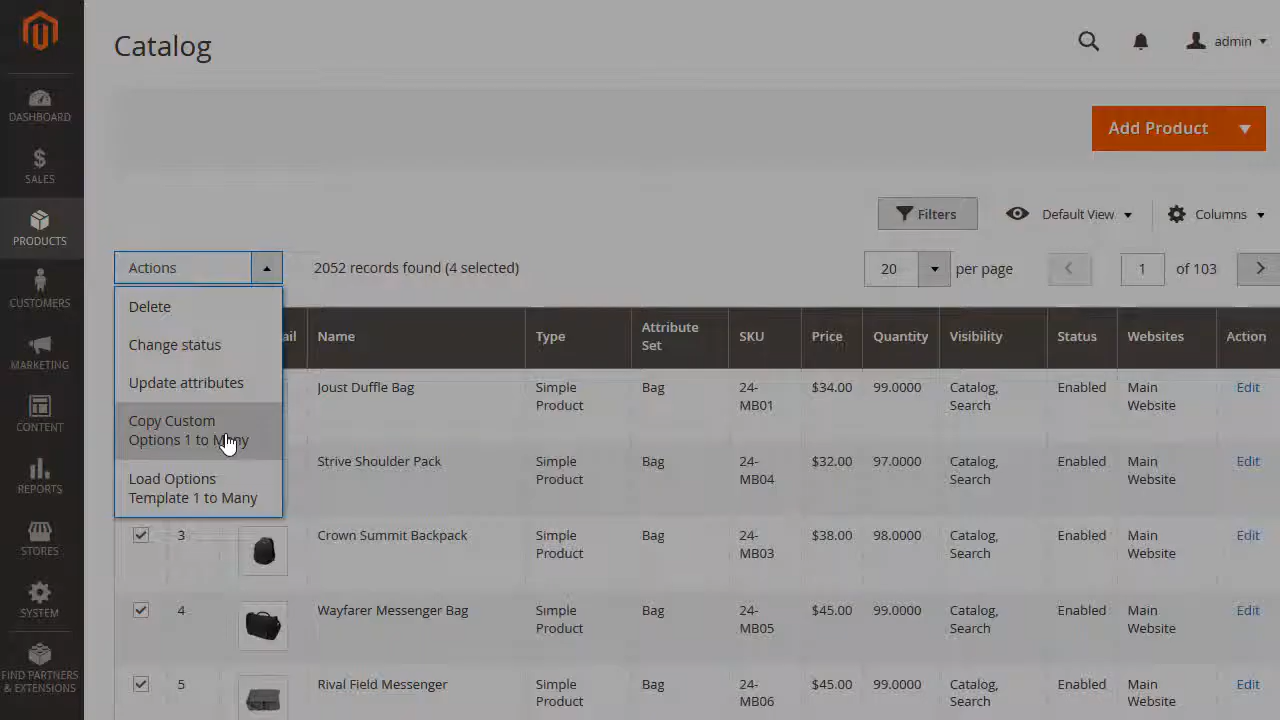 Catalog
admin
DASHBOARD
SALES
PRODUCTS
CUSTOMERS
MARKETING
CONTENT
REPORTS
STORES
SYSTEM
FIND PARTNERS
& EXTENSIONS
Add Product
Filters
Default View
Columns
Actions
2052 records found (4 selected)
20
per page
1
of 103
Delete
Change status
Update attributes
Copy Custom
Options 1 to Many
Load Options
Template 1 to Many
Name
Type
Attribute
Set
SKU
Price
Quantity
Visibility
Status
Websites
Action
Joust Duffle Bag
Simple
Product
Bag
24-
MB01
$34.00
99.0000
Catalog,
Search
Enabled
Main
Website
Edit
Strive Shoulder Pack
Simple
Product
Bag
24-
MB04
$32.00
97.0000
Catalog,
Search
Enabled
Main
Website
Edit
3
Crown Summit Backpack
Simple
Product
Bag
24-
MB03
$38.00
98.0000
Catalog,
Search
Enabled
Main
Website
Edit
4
Wayfarer Messenger Bag
Simple
Product
Bag
24-
MB05
$45.00
99.0000
Catalog,
Search
Enabled
Main
Website
Edit
5
Rival Field Messenger
Simple
Product
Bag
24-
MB06
$45.00
99.0000
Catalog,
Search
Enabled
Main
Website
Edit